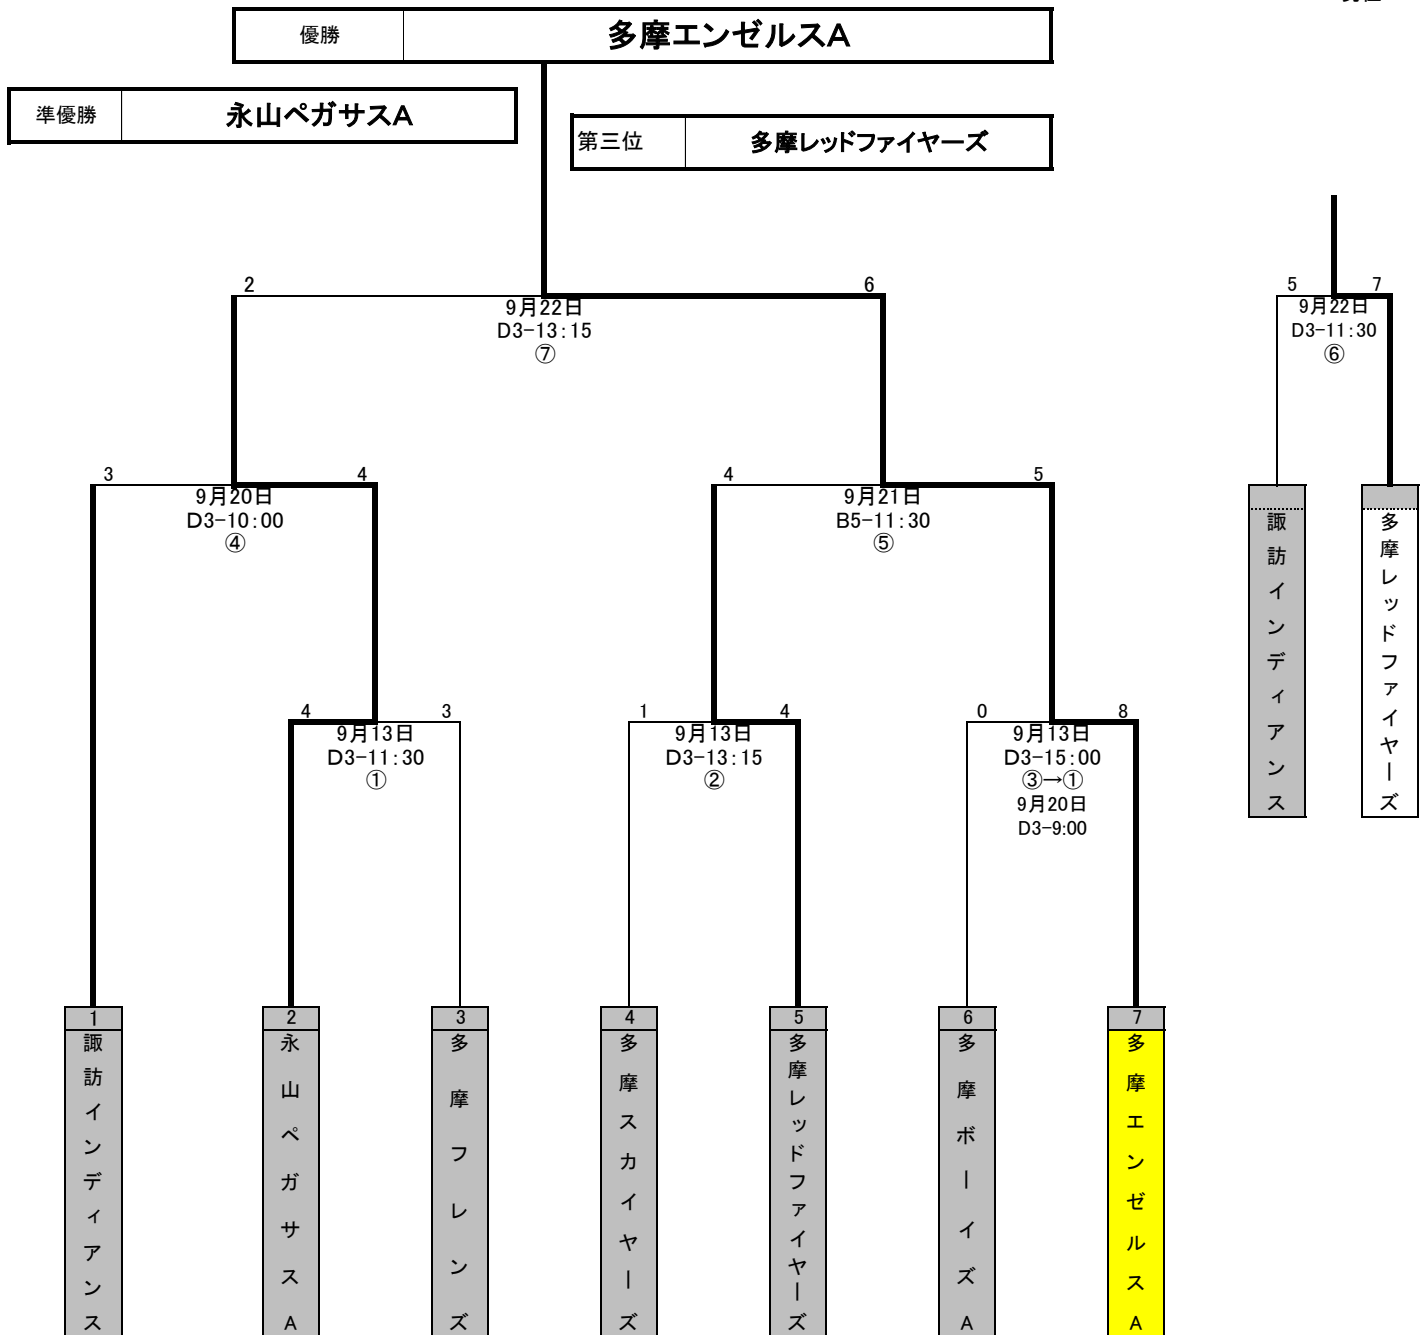 優勝 多摩エンゼルスA
準優勝 永山ペガサスA
第三位 多摩レッドファイヤーズ
2 6
9月22日
D3-13:15
⑦
5 7
9月22日
D3-11:30
⑥
3 4
9月20日
D3-10:00
④
4 5
9月21日
B5-11:30
⑤
諏訪インディアンス
多摩レッドファイヤーズ
4 3
9月13日
D3-11:30
①
1 4
9月13日
D3-13:15
②
0 8
9月13日
D3-15:00
③→①
9月20日
D3-9:00
1
諏訪インディアンス
2
永山ペガサスA
3
多摩フレンズ
4
多摩スカイヤーズ
5
多摩レッドファイヤーズ
6
多摩ボーイズA
7
多摩エンゼルスA